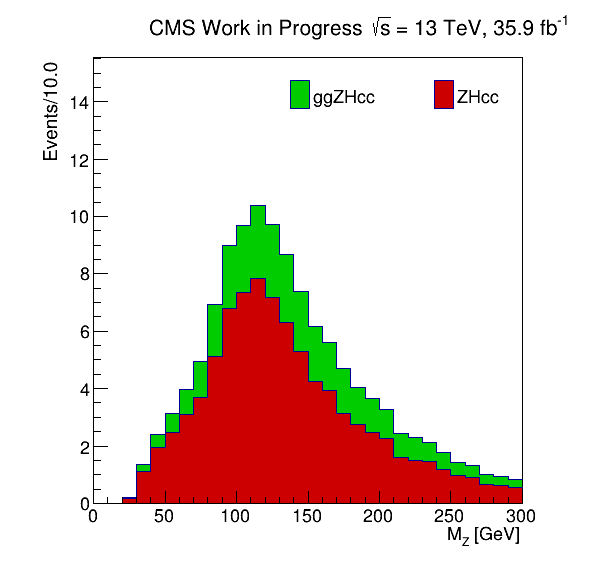 CMS Work in Progress √s = 13 TeV, 35.9 fb⁻¹
Events/10.0
ggZHcc ZHcc
14
12
10
8
6
4
2
0
0 50 100 150 200 250 300
M_Z [GeV]